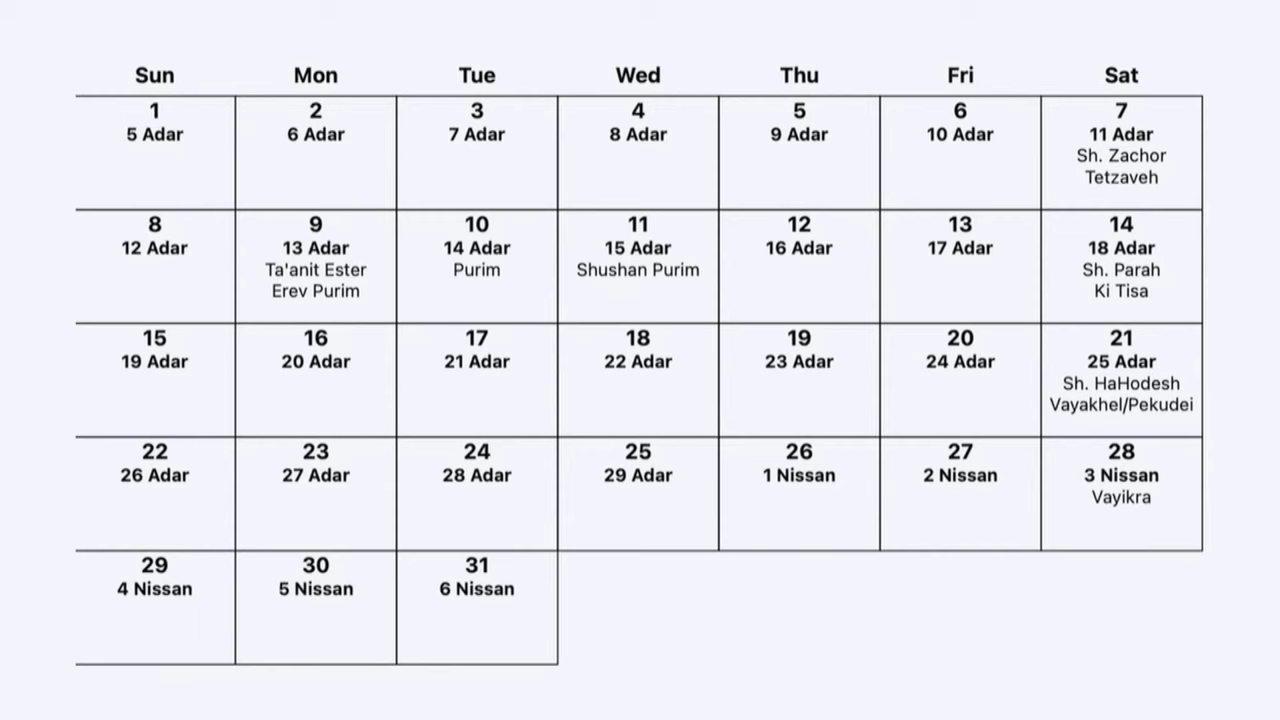 Sun Mon Tue Wed Thu Fri Sat
1 2 3 4 5 6 7
5 Adar 6 Adar 7 Adar 8 Adar 9 Adar 10 Adar 11 Adar
Sh. Zachor
Tetzaveh
8 9 10 11 12 13 14
12 Adar 13 Adar 14 Adar 15 Adar 16 Adar 17 Adar 18 Adar
Ta'anit Ester Purim Shushan Purim Sh. Parah
Erev Purim Ki Tisa
15 16 17 18 19 20 21
19 Adar 20 Adar 21 Adar 22 Adar 23 Adar 24 Adar 25 Adar
Sh. HaHodesh
Vayakhel/Pekudei
22 23 24 25 26 27 28
26 Adar 27 Adar 28 Adar 29 Adar 1 Nissan 2 Nissan 3 Nissan
Vayikra
29 30 31
4 Nissan 5 Nissan 6 Nissan